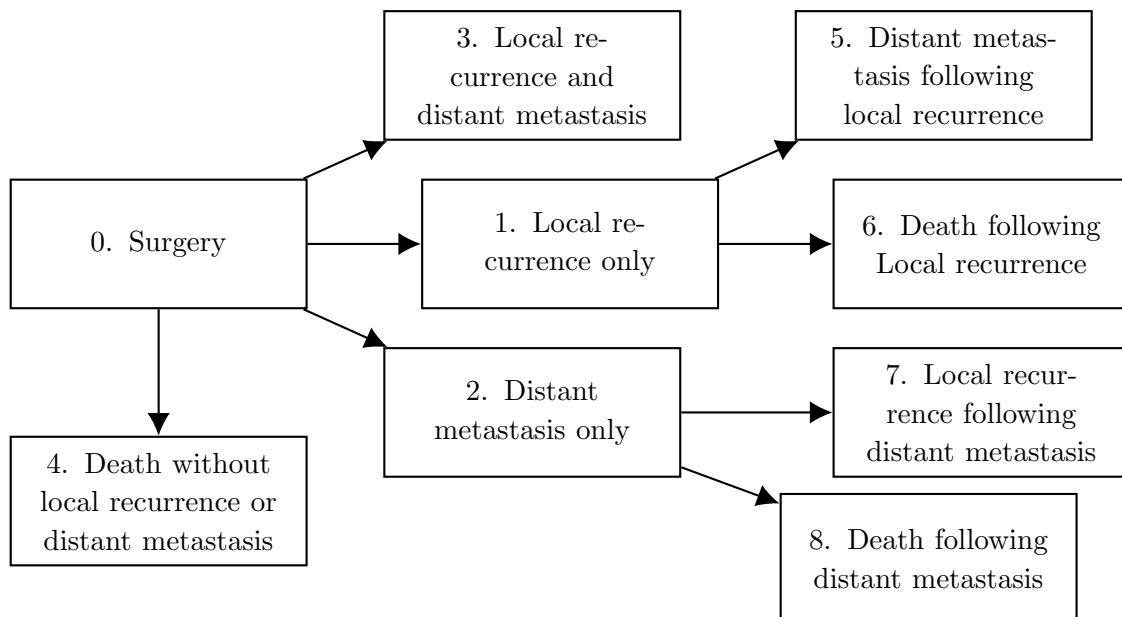 3. Local re-
currence and
distant metastasis
5. Distant metas-
tasis following
local recurrence
0. Surgery
1. Local re-
currence only
6. Death following
Local recurrence
2. Distant
metastasis only
7. Local recur-
rence following
distant metastasis
4. Death without
local recurrence or
distant metastasis
8. Death following
distant metastasis